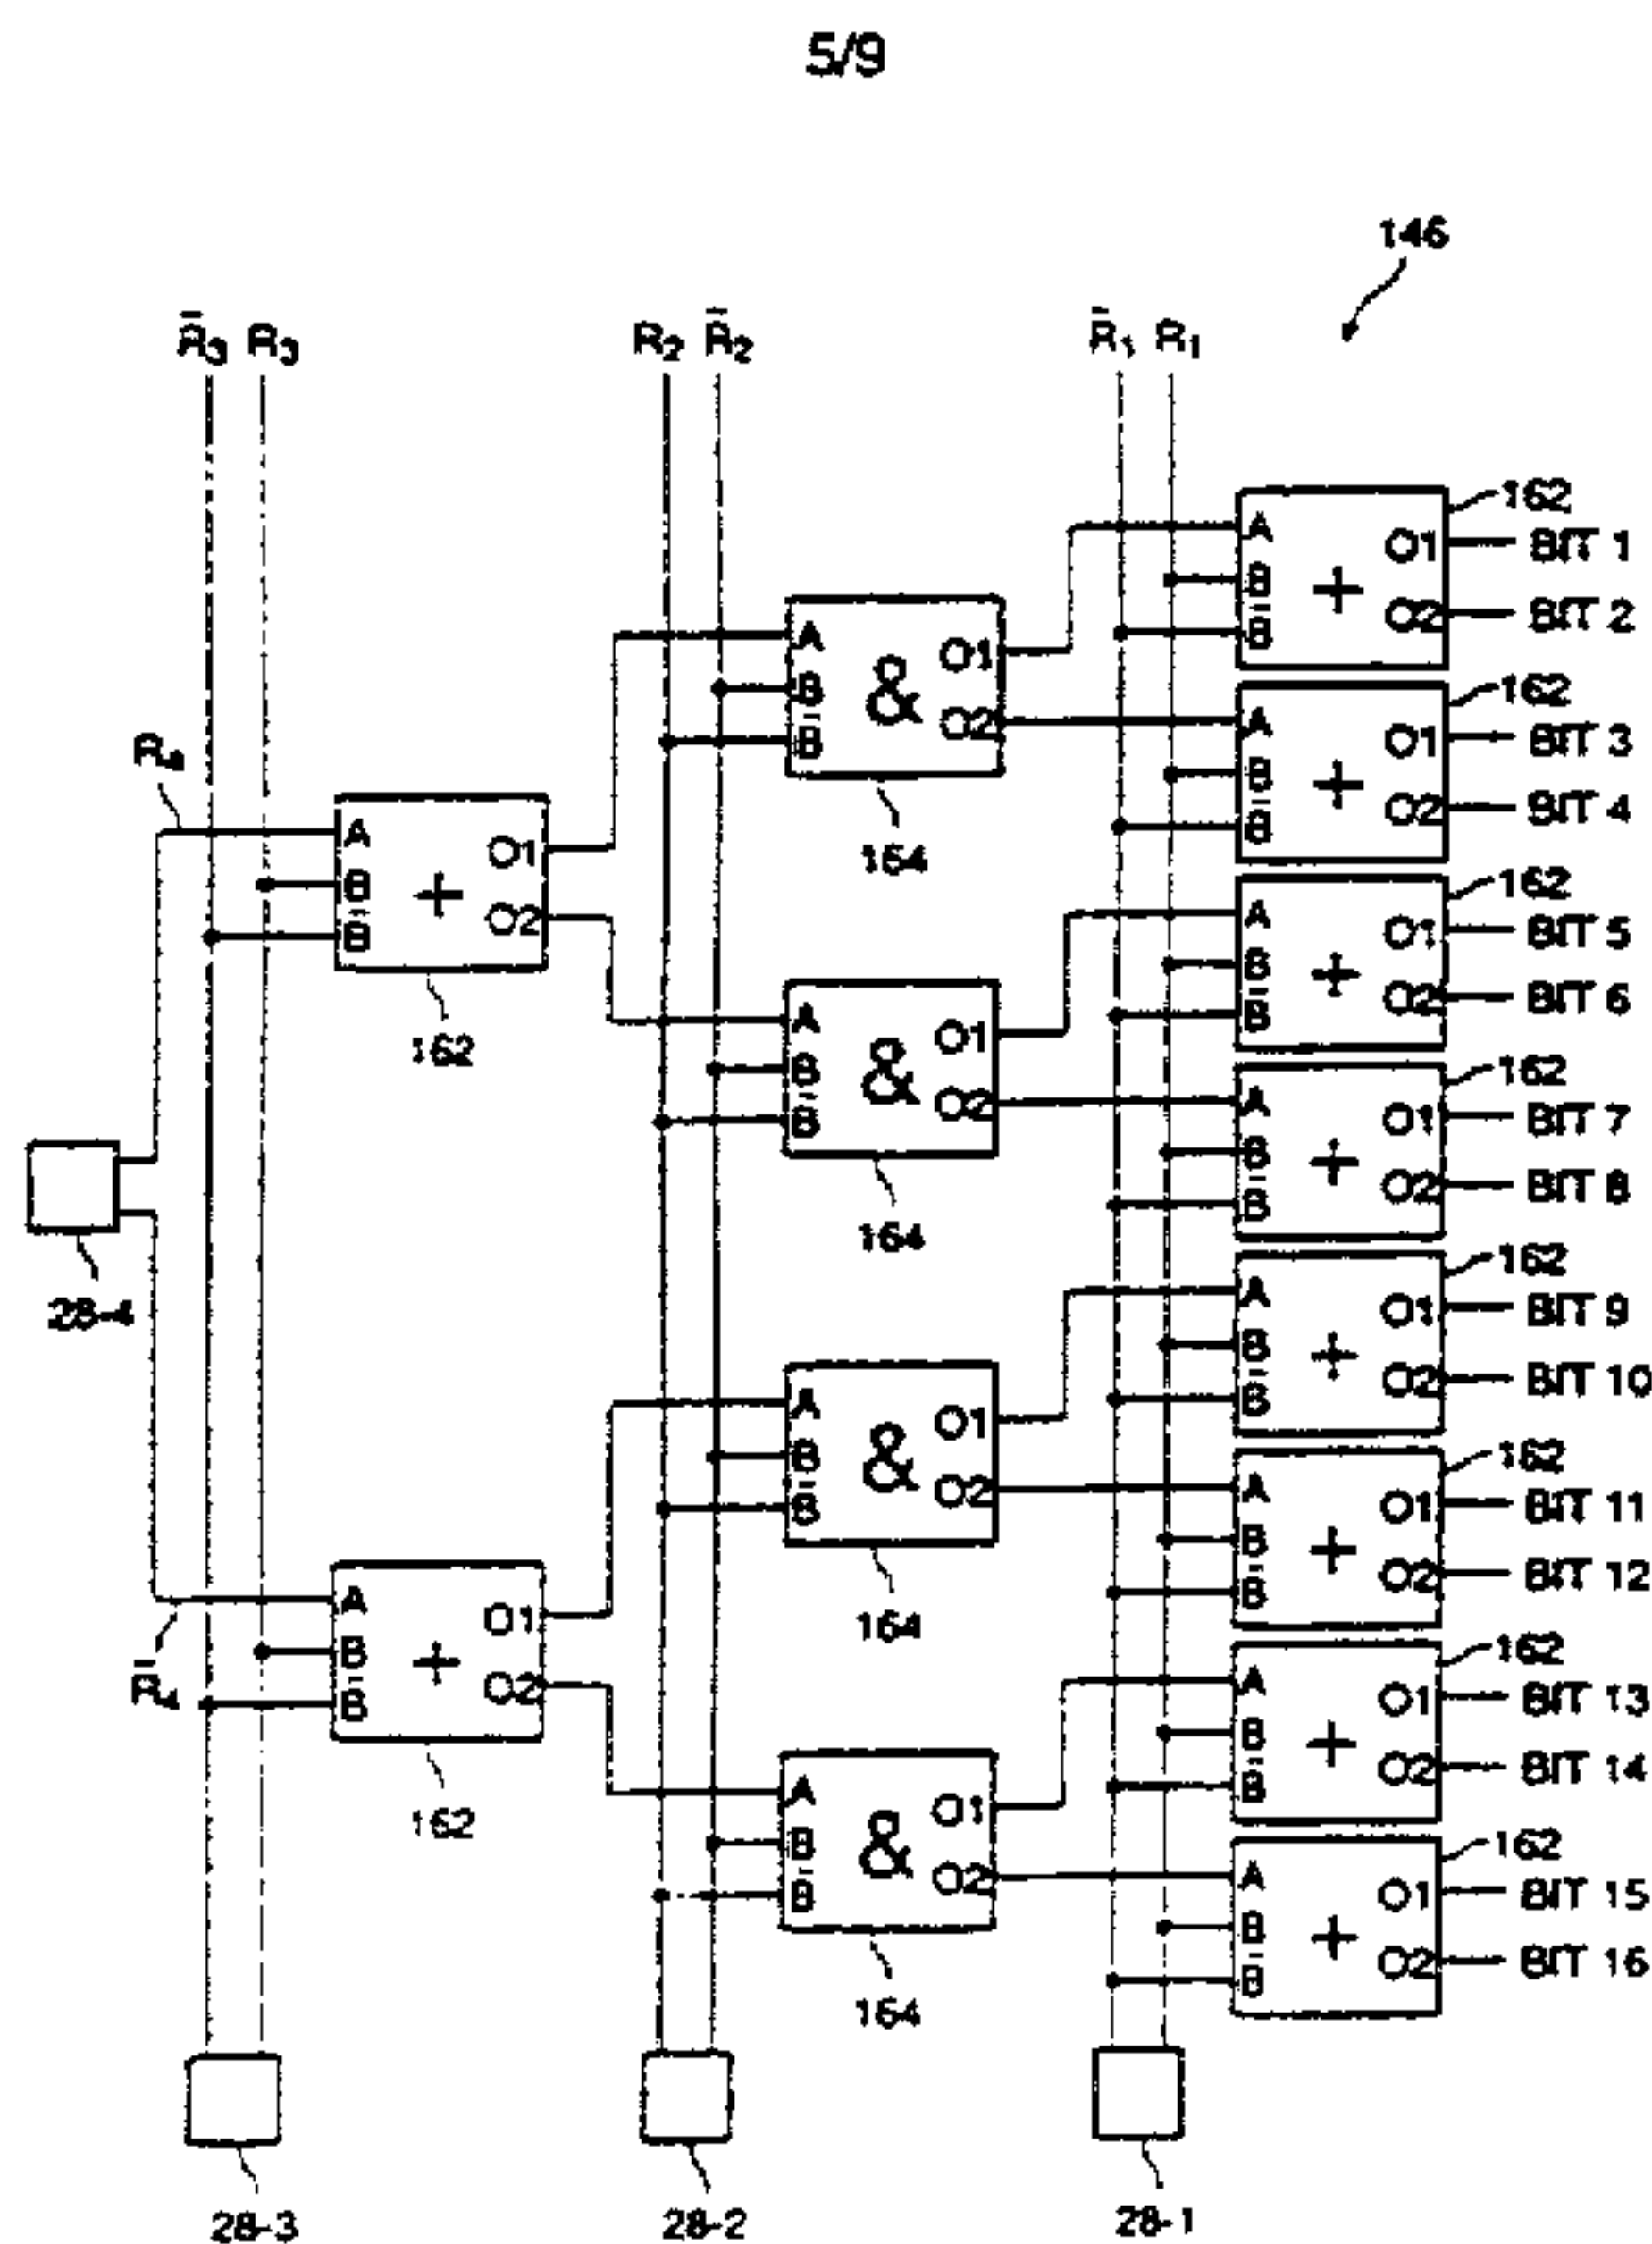 5/9
146
R̄3 R3 R2 R̄2 R̄1 R1
162
A O1 BIT 1
B + O2 BIT 2
B̄
162
A O1 BIT 3
B + O2 BIT 4
B̄
A O1
B & O2
B̄
164
R4
A O1
B + O2
B̄
162
162
A O1 BIT 5
B + O2 BIT 6
B̄
A O1
B & O2
B̄
164
162
A O1 BIT 7
B + O2 BIT 8
B̄
28-4
162
A O1 BIT 9
B + O2 BIT 10
B̄
A O1
B & O2
B̄
164
162
A O1 BIT 11
B + O2 BIT 12
B̄
R̄4
A O1
B + O2
B̄
162
162
A O1 BIT 13
B + O2 BIT 14
B̄
A O1
B & O2
B̄
164
162
A O1 BIT 15
B + O2 BIT 16
B̄
28-3 28-2 28-1